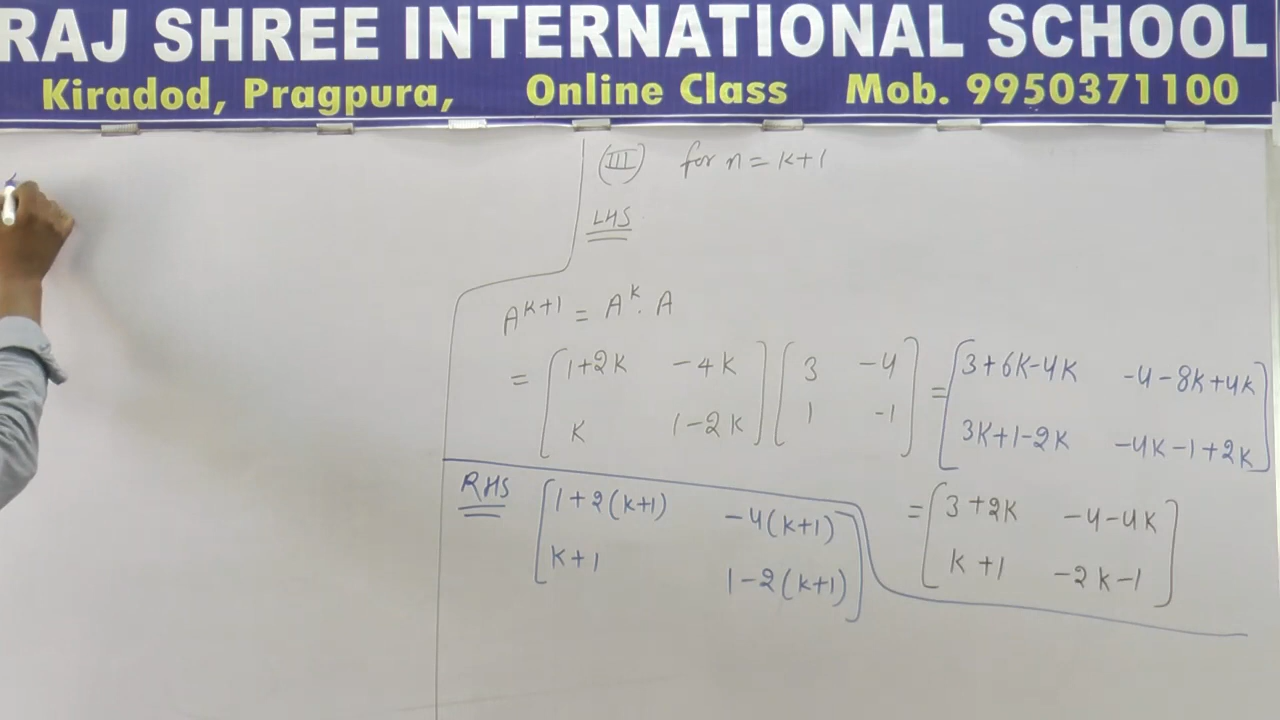 RAJ SHREE INTERNATIONAL SCHOOL
Kiradod, Pragpura, Online Class Mob. 9950371100
(III) for n = k+1
LHS
A^{k+1} = A^k . A
= [1+2k -4k] [3 -4] = [3+6k-4k -4-8k+4k]
[k 1-2k] [1 -1] [3k+1-2k -4k-1+2k]
= [3+2k -4-4k]
[k+1 -2k-1]
RHS [1+2(k+1) -4(k+1)]
[k+1 1-2(k+1)]